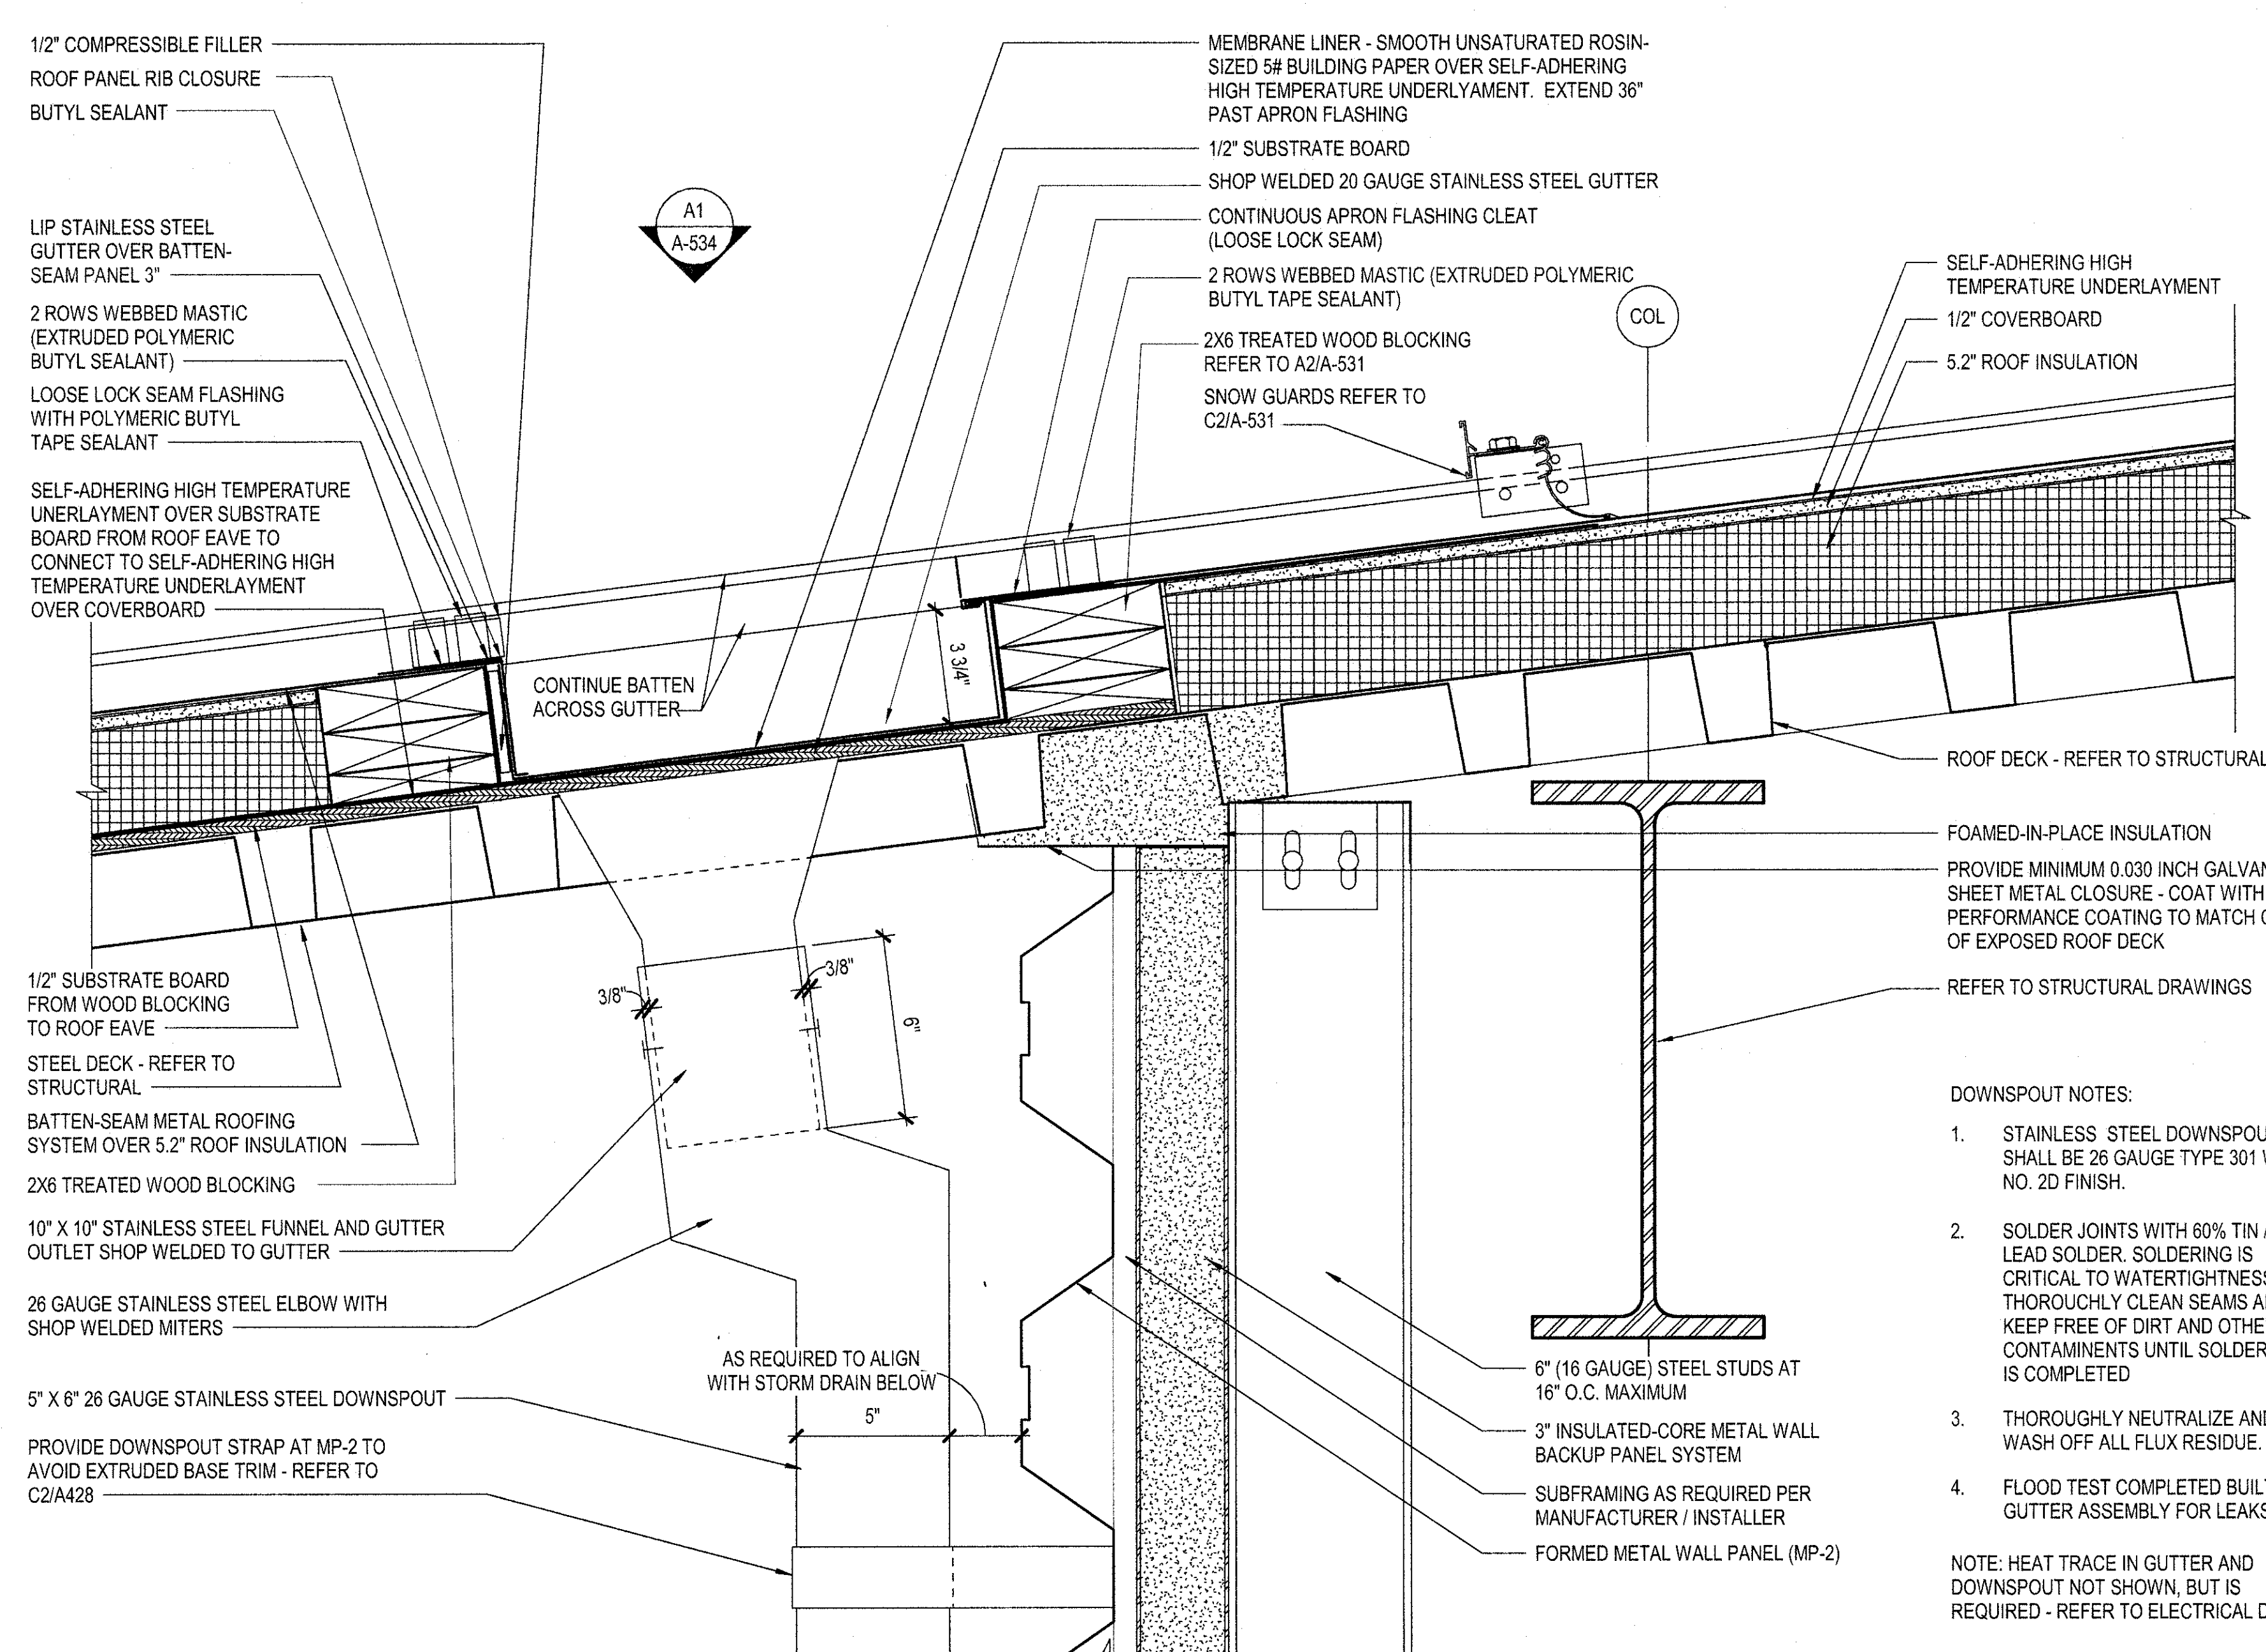 1/2" COMPRESSIBLE FILLER
ROOF PANEL RIB CLOSURE
BUTYL SEALANT
LIP STAINLESS STEEL
GUTTER OVER BATTEN-
SEAM PANEL 3"
2 ROWS WEBBED MASTIC
(EXTRUDED POLYMERIC
BUTYL SEALANT)
LOOSE LOCK SEAM FLASHING
WITH POLYMERIC BUTYL
TAPE SEALANT
SELF-ADHERING HIGH TEMPERATURE
UNERLAYMENT OVER SUBSTRATE
BOARD FROM ROOF EAVE TO
CONNECT TO SELF-ADHERING HIGH
TEMPERATURE UNDERLAYMENT
OVER COVERBOARD
A1
A-534
MEMBRANE LINER - SMOOTH UNSATURATED ROSIN-
SIZED 5# BUILDING PAPER OVER SELF-ADHERING
HIGH TEMPERATURE UNDERLYAMENT. EXTEND 36"
PAST APRON FLASHING
1/2" SUBSTRATE BOARD
SHOP WELDED 20 GAUGE STAINLESS STEEL GUTTER
CONTINUOUS APRON FLASHING CLEAT
(LOOSE LOCK SEAM)
2 ROWS WEBBED MASTIC (EXTRUDED POLYMERIC
BUTYL TAPE SEALANT)
2X6 TREATED WOOD BLOCKING
REFER TO A2/A-531
SNOW GUARDS REFER TO
C2/A-531
COL
SELF-ADHERING HIGH
TEMPERATURE UNDERLAYMENT
1/2" COVERBOARD
5.2" ROOF INSULATION
CONTINUE BATTEN
ACROSS GUTTER
3 3/4"
ROOF DECK - REFER TO STRUCTURAL
FOAMED-IN-PLACE INSULATION
PROVIDE MINIMUM 0.030 INCH GALVAN
SHEET METAL CLOSURE - COAT WITH
PERFORMANCE COATING TO MATCH
OF EXPOSED ROOF DECK
REFER TO STRUCTURAL DRAWINGS
1/2" SUBSTRATE BOARD
FROM WOOD BLOCKING
TO ROOF EAVE
STEEL DECK - REFER TO
STRUCTURAL
BATTEN-SEAM METAL ROOFING
SYSTEM OVER 5.2" ROOF INSULATION
2X6 TREATED WOOD BLOCKING
10" X 10" STAINLESS STEEL FUNNEL AND GUTTER
OUTLET SHOP WELDED TO GUTTER
26 GAUGE STAINLESS STEEL ELBOW WITH
SHOP WELDED MITERS
5" X 6" 26 GAUGE STAINLESS STEEL DOWNSPOUT
PROVIDE DOWNSPOUT STRAP AT MP-2 TO
AVOID EXTRUDED BASE TRIM - REFER TO
C2/A428
3/8"
3/8"
6"
AS REQUIRED TO ALIGN
WITH STORM DRAIN BELOW
5"
6" (16 GAUGE) STEEL STUDS AT
16" O.C. MAXIMUM
3" INSULATED-CORE METAL WALL
BACKUP PANEL SYSTEM
SUBFRAMING AS REQUIRED PER
MANUFACTURER / INSTALLER
FORMED METAL WALL PANEL (MP-2)
DOWNSPOUT NOTES:
1. STAINLESS STEEL DOWNSPOU
SHALL BE 26 GAUGE TYPE 301
NO. 2D FINISH.
2. SOLDER JOINTS WITH 60% TIN
LEAD SOLDER. SOLDERING IS
CRITICAL TO WATERTIGHTNESS
THOROUCHLY CLEAN SEAMS A
KEEP FREE OF DIRT AND OTHE
CONTAMINENTS UNTIL SOLDER
IS COMPLETED
3. THOROUGHLY NEUTRALIZE AN
WASH OFF ALL FLUX RESIDUE.
4. FLOOD TEST COMPLETED BUIL
GUTTER ASSEMBLY FOR LEAKS
NOTE: HEAT TRACE IN GUTTER AND
DOWNSPOUT NOT SHOWN, BUT IS
REQUIRED - REFER TO ELECTRICAL D